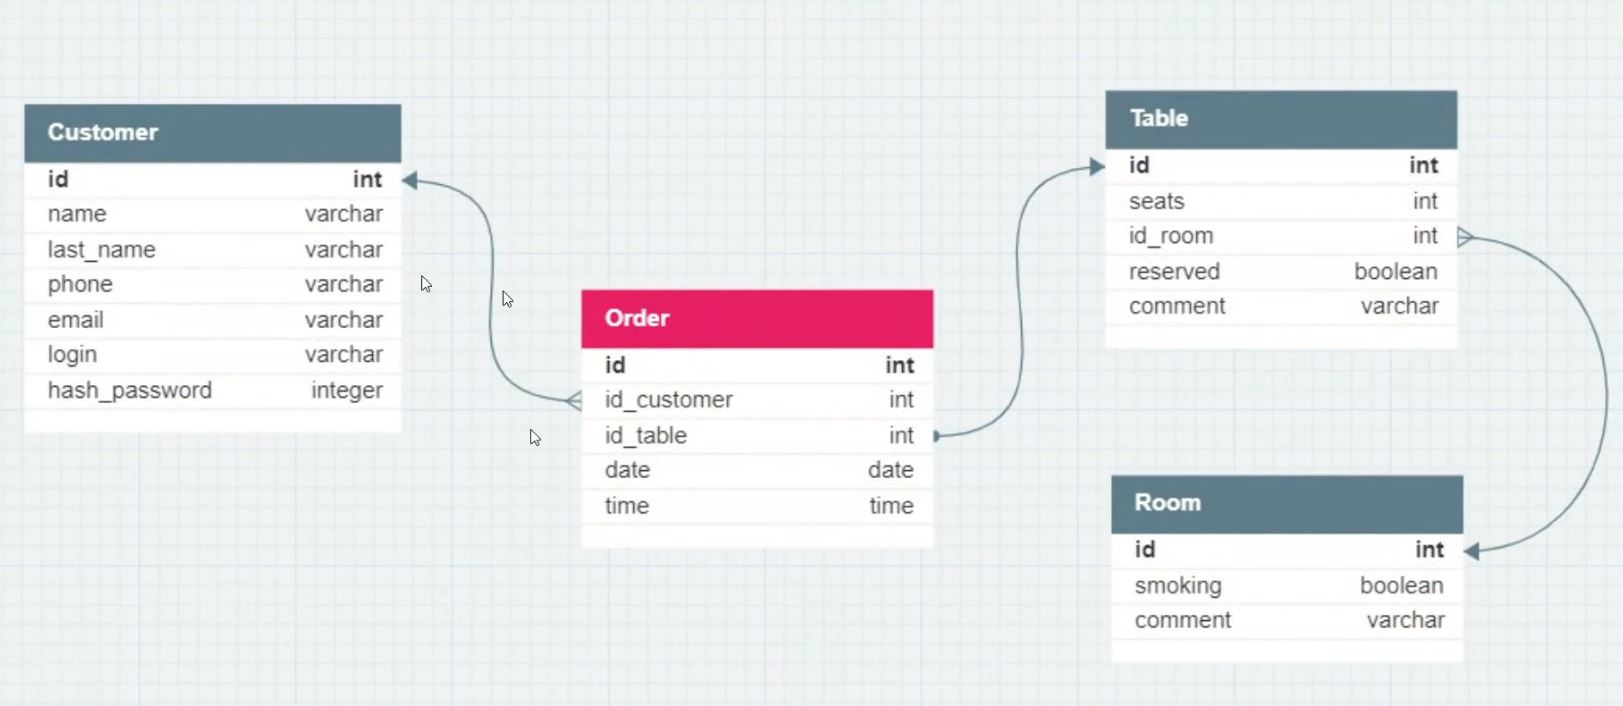 Customer
id int
name varchar
last_name varchar
phone varchar
email varchar
login varchar
hash_password integer
Order
id int
id_customer int
id_table int
date date
time time
Table
id int
seats int
id_room int
reserved boolean
comment varchar
Room
id int
smoking boolean
comment varchar